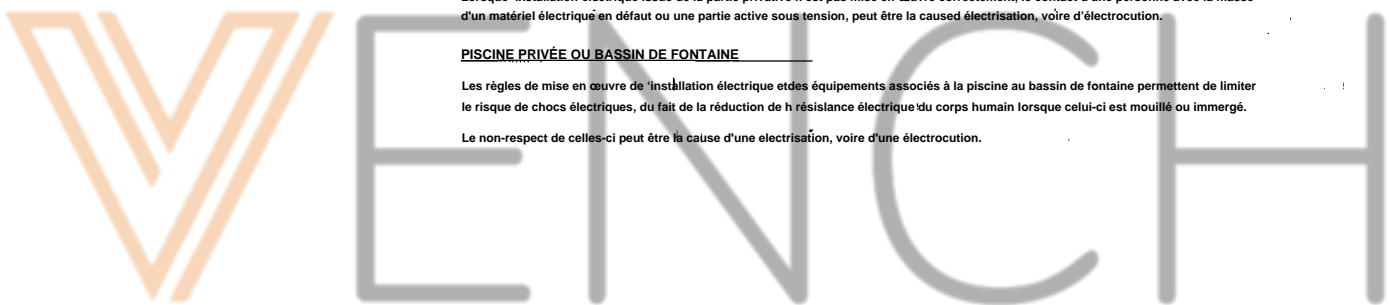 d'un matériel électrique en défaut ou une partie active sous tension, peut être la caused électrisation, voire d'électrocution.
PISCINE PRIVÉE OU BASSIN DE FONTAINE
Les règles de mise en œuvre de 'installation électrique etdes équipements associés à la piscine au bassin de fontaine permettent de limiter
le risque de chocs électriques, du fait de la réduction de h résislance électrique du corps humain lorsque celui-ci est mouillé ou immergé.
Le non-respect de celles-ci peut être la cause d'une electrisation, voire d'une électrocution.
VENCH